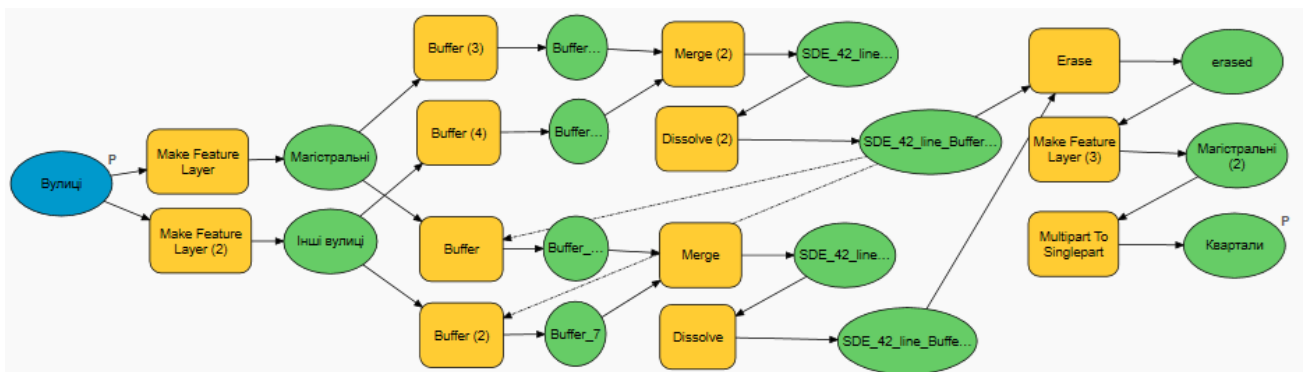 Вулиці
P
Make Feature
Layer
Make Feature
Layer (2)
Магістральні
Інші вулиці
Buffer (3)
Buffer (4)
Buffer
Buffer (2)
Buffer...
Buffer...
Buffer_...
Buffer_7
Merge (2)
Dissolve (2)
Merge
Dissolve
SDE_42_line...
SDE_42_line_Buffer...
SDE_42_line...
SDE_42_line_Buffe...
Erase
erased
Make Feature
Layer (3)
Магістральні
(2)
Multipart To
Singlepart
Квартали
P